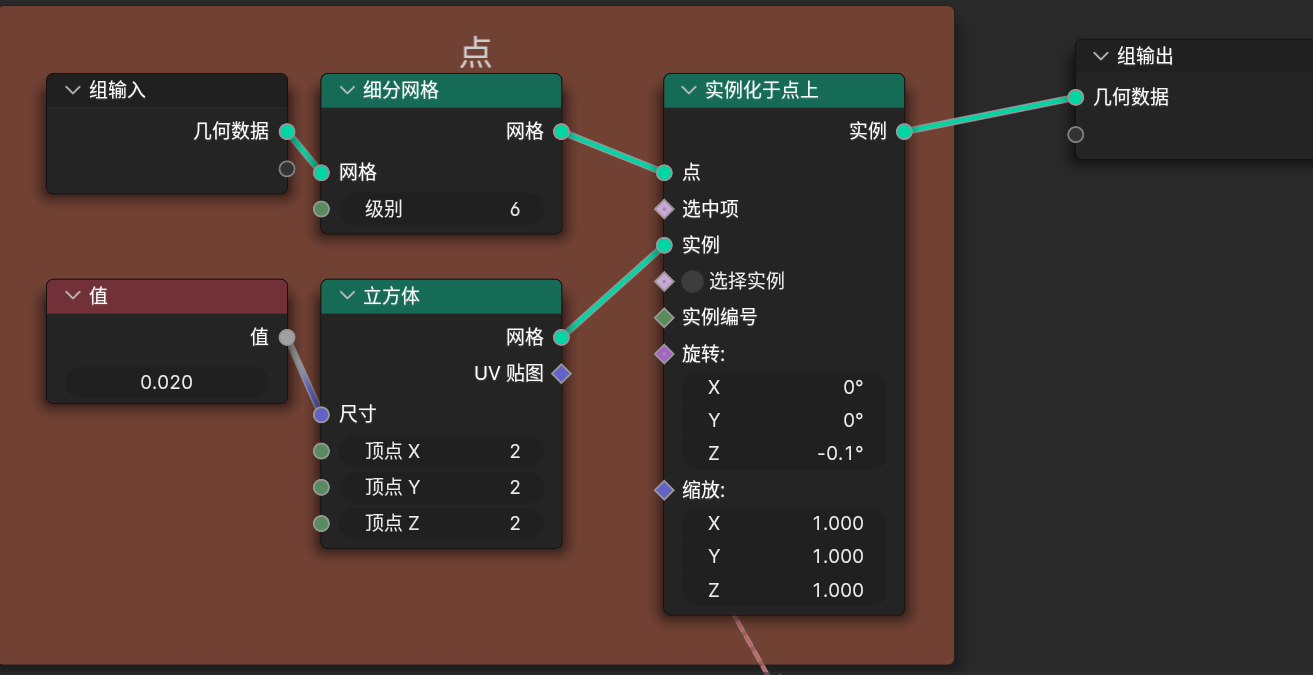 点
组输入
几何数据
细分网格
网格
网格
级别 6
值
值
0.020
立方体
网格
UV 贴图
尺寸
顶点 X 2
顶点 Y 2
顶点 Z 2
实例化于点上
实例
点
选中项
实例
选择实例
实例编号
旋转:
X 0°
Y 0°
Z -0.1°
缩放:
X 1.000
Y 1.000
Z 1.000
组输出
几何数据